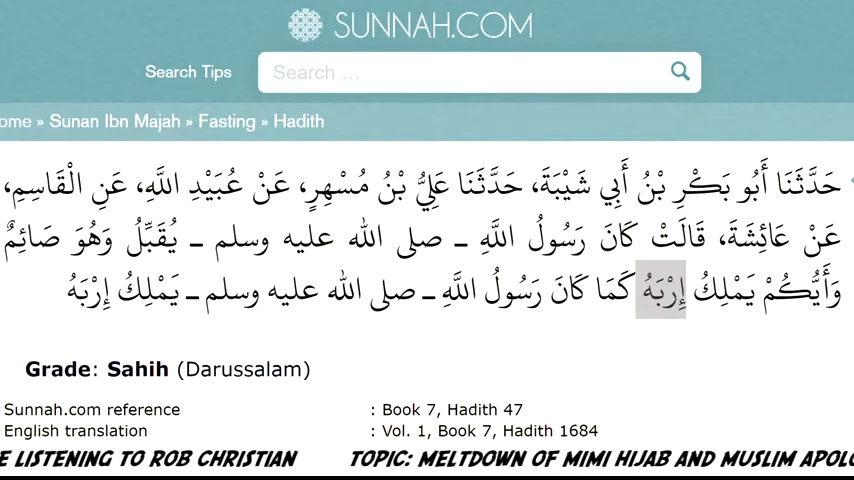 SUNNAH.COM
Search Tips
Search ...
ome » Sunan Ibn Majah » Fasting » Hadith
حَدَّثَنَا أَبُو بَكْرِ بْنُ أَبِي شَيْبَةَ، حَدَّثَنَا عَلِيُّ بْنُ مُسْهِرٍ، عَنْ عُبَيْدِ اللَّهِ، عَنِ الْقَاسِمِ،
عَنْ عَائِشَةَ، قَالَتْ كَانَ رَسُولُ اللَّهِ ـ صلى الله عليه وسلم ـ يُقَبِّلُ وَهُوَ صَائِمٌ
وَأَيُّكُمْ يَمْلِكُ إِرْبَهُ كَمَا كَانَ رَسُولُ اللَّهِ ـ صلى الله عليه وسلم ـ يَمْلِكُ إِرْبَهُ
Grade: Sahih (Darussalam)
Sunnah.com reference : Book 7, Hadith 47
English translation : Vol. 1, Book 7, Hadith 1684
E LISTENING TO ROB CHRISTIAN TOPIC: MELTDOWN OF MIMI HIJAB AND MUSLIM APOLO